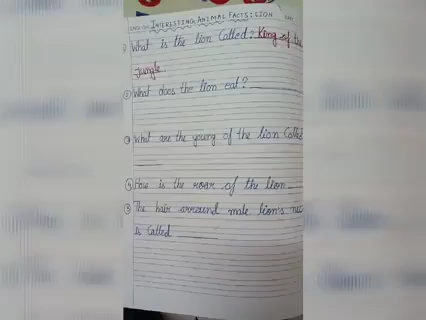 INTERESTING ANIMAL FACTS: LION
① What is the lion Called? King of the
Jungle
② What does the lion eat?
③ What are the young of the lion Called
④ How is the roar of the lion
⑤ The hair arround male lion's nec
is Called